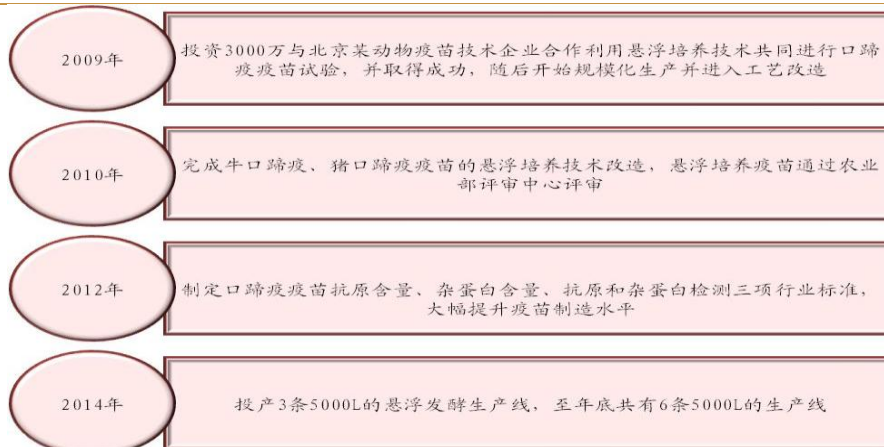 2009年
投资3000万与北京某动物疫苗技术企业合作利用悬浮培养技术共同进行口蹄
疫疫苗试验，并取得成功，随后开始规模化生产并进入工艺改造
2010年
完成牛口蹄疫、猪口蹄疫疫苗的悬浮培养技术改造，悬浮培养疫苗通过农业
部评审中心评审
2012年
制定口蹄疫疫苗抗原含量、杂蛋白含量、抗原和杂蛋白检测三项行业标准，
大幅提升疫苗制造水平
2014年
投产3条5000L的悬浮发酵生产线，至年底共有6条5000L的生产线